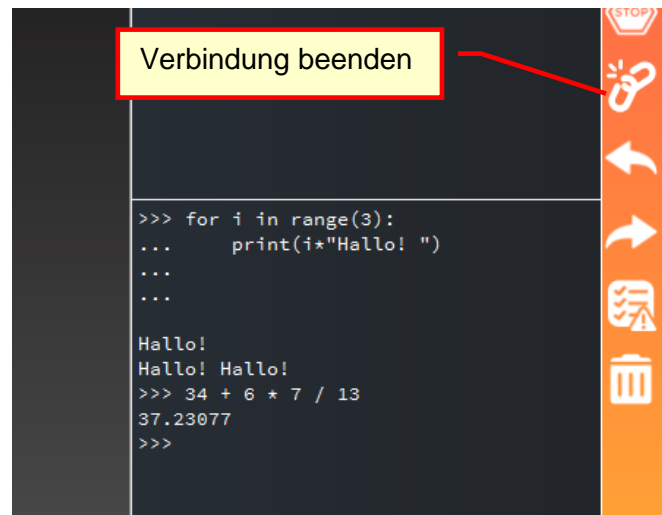 STOP
Verbindung beenden
>>> for i in range(3):
...     print(i*"Hallo! ")
...
...
Hallo!
Hallo! Hallo!
>>> 34 + 6 * 7 / 13
37.23077
>>>